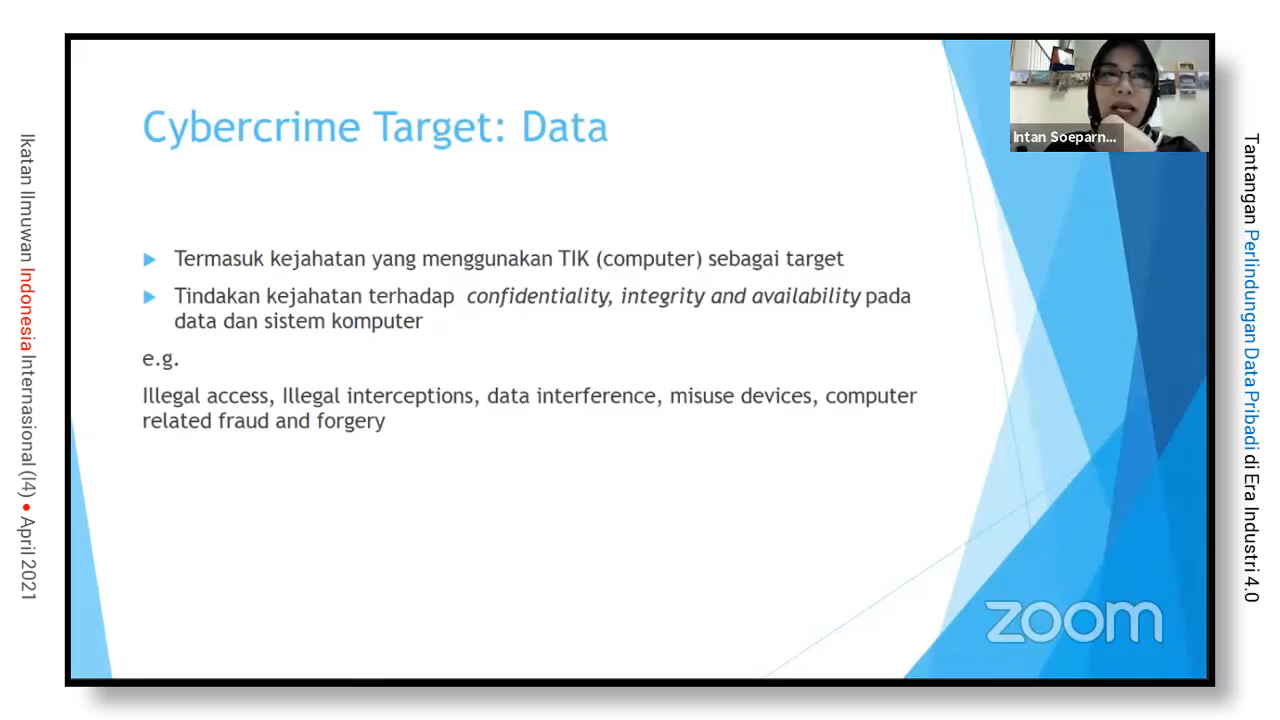 Cybercrime Target: Data
Termasuk kejahatan yang menggunakan TIK (computer) sebagai target
Tindakan kejahatan terhadap confidentiality, integrity and availability pada
data dan sistem komputer
e.g.
Illegal access, Illegal interceptions, data interference, misuse devices, computer
related fraud and forgery
Intan Soeparn...
zoom
Ikatan Ilmuwan Indonesia Internasional (I4) • April 2021
Tantangan Perlindungan Data Pribadi di Era Industri 4.0